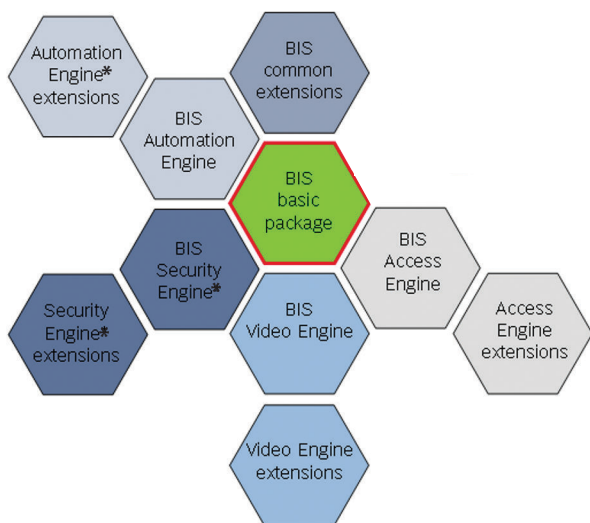 Automation
Engine*
extensions
BIS
common
extensions
BIS
Automation
Engine
BIS
basic
package
BIS
Security
Engine*
BIS
Access
Engine
Security
Engine*
extensions
BIS
Video Engine
Access
Engine
extensions
Video Engine
extensions